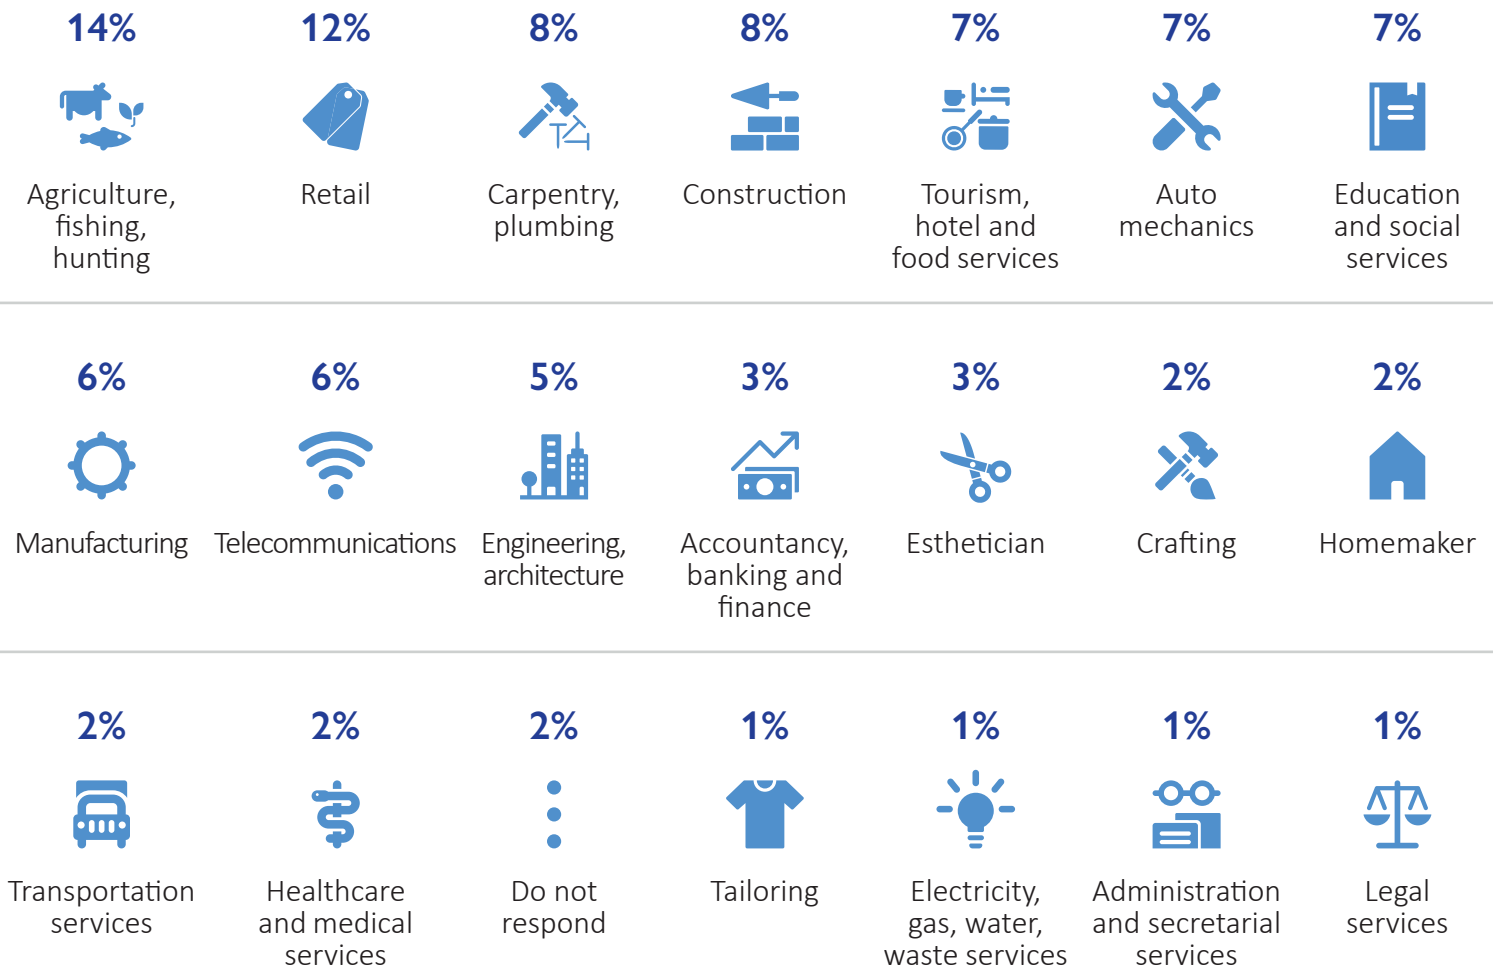 14%
12%
8%
8%
7%
7%
7%
Agriculture,
fishing,
hunting
Retail
Carpentry,
plumbing
Construction
Tourism,
hotel and
food services
Auto
mechanics
Education
and social
services
6%
6%
5%
3%
3%
2%
2%
Manufacturing
Telecommunications
Engineering,
architecture
Accountancy,
banking and
finance
Esthetician
Crafting
Homemaker
2%
2%
2%
1%
1%
1%
1%
Transportation
services
Healthcare
and medical
services
Do not
respond
Tailoring
Electricity,
gas, water,
waste services
Administration
and secretarial
services
Legal
services